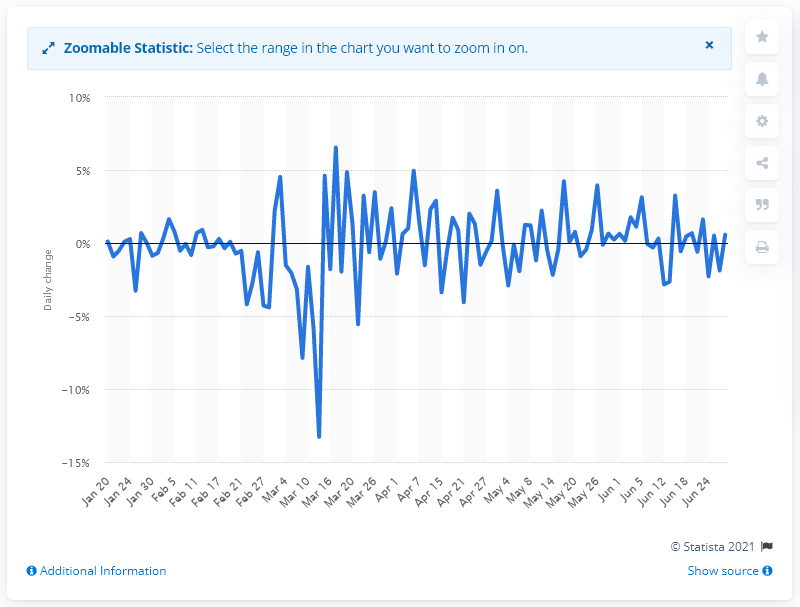 Zoomable Statistic: Select the range in the chart you want to zoom in on.
×
10%
5%
0%
−5%
−10%
−15%
Daily change
Jan 20
Jan 24
Jan 30
Feb 5
Feb 11
Feb 17
Feb 21
Feb 27
Mar 4
Mar 10
Mar 16
Mar 20
Mar 26
Apr 1
Apr 7
Apr 15
Apr 21
Apr 27
May 4
May 8
May 14
May 20
May 26
Jun 1
Jun 5
Jun 12
Jun 18
Jun 24
© Statista 2021
Additional Information
Show source